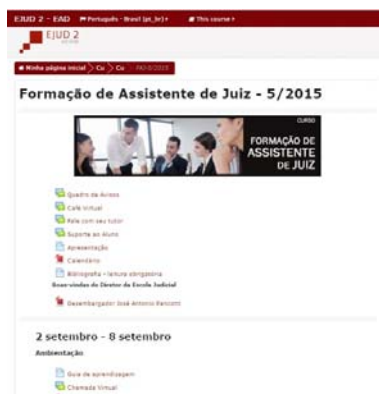 EJUD 2 - EAD Português - Brasil (pt_br) This course
EJUD 2
Minha página inicial Cu Cu
Formação de Assistente de Juiz - 5/2015
CURSO
FORMAÇÃO DE
ASSISTENTE
DE JUIZ
Quadro de Avisos
Café Virtual
Fale com seu tutor
Suporte ao Aluno
Apresentação
Calendário
Bibliografia - leitura obrigatória
Boas-vindas do Diretor da Escola Judicial
Desembargador José Antonio Pancotti
2 setembro - 8 setembro
Ambientação
Guia de aprendizagem
Chamada Virtual